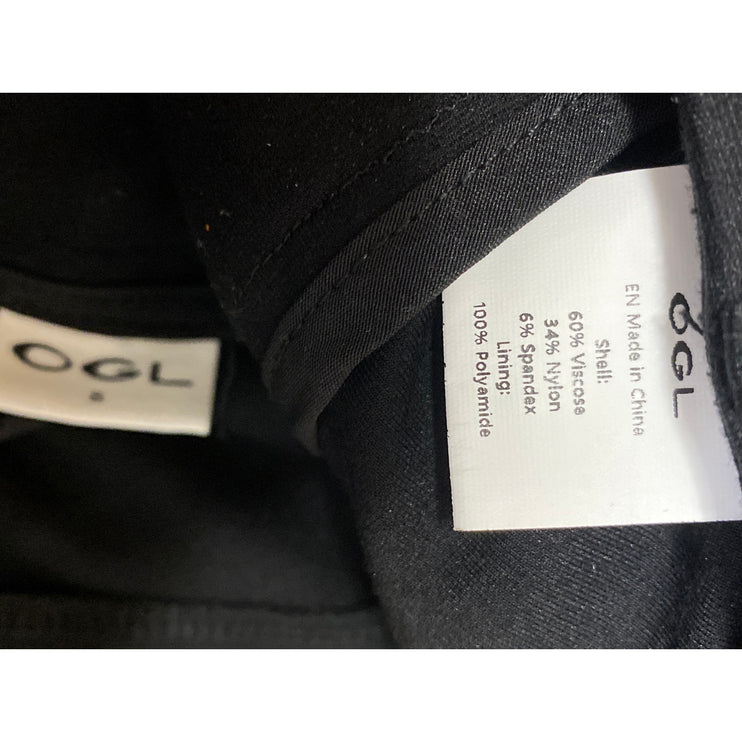 OGL
OGL
EN Made in China
Shell:
60% Viscose
34% Nylon
6% Spandex
Lining:
100% Polyamide